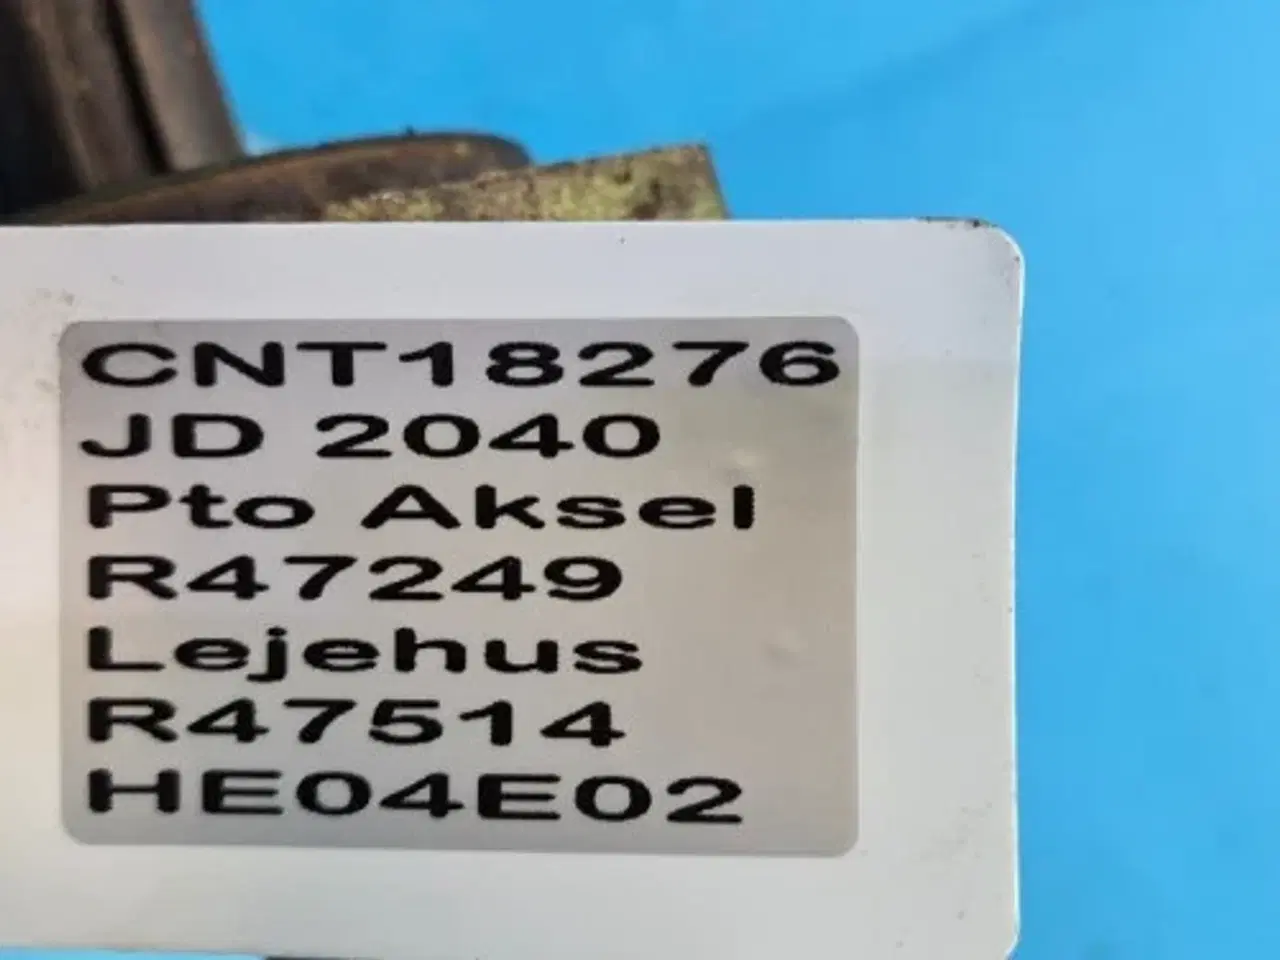 CNT18276
JD 2040
Pto Aksel
R47249
Lejehus
R47514
HE04E02